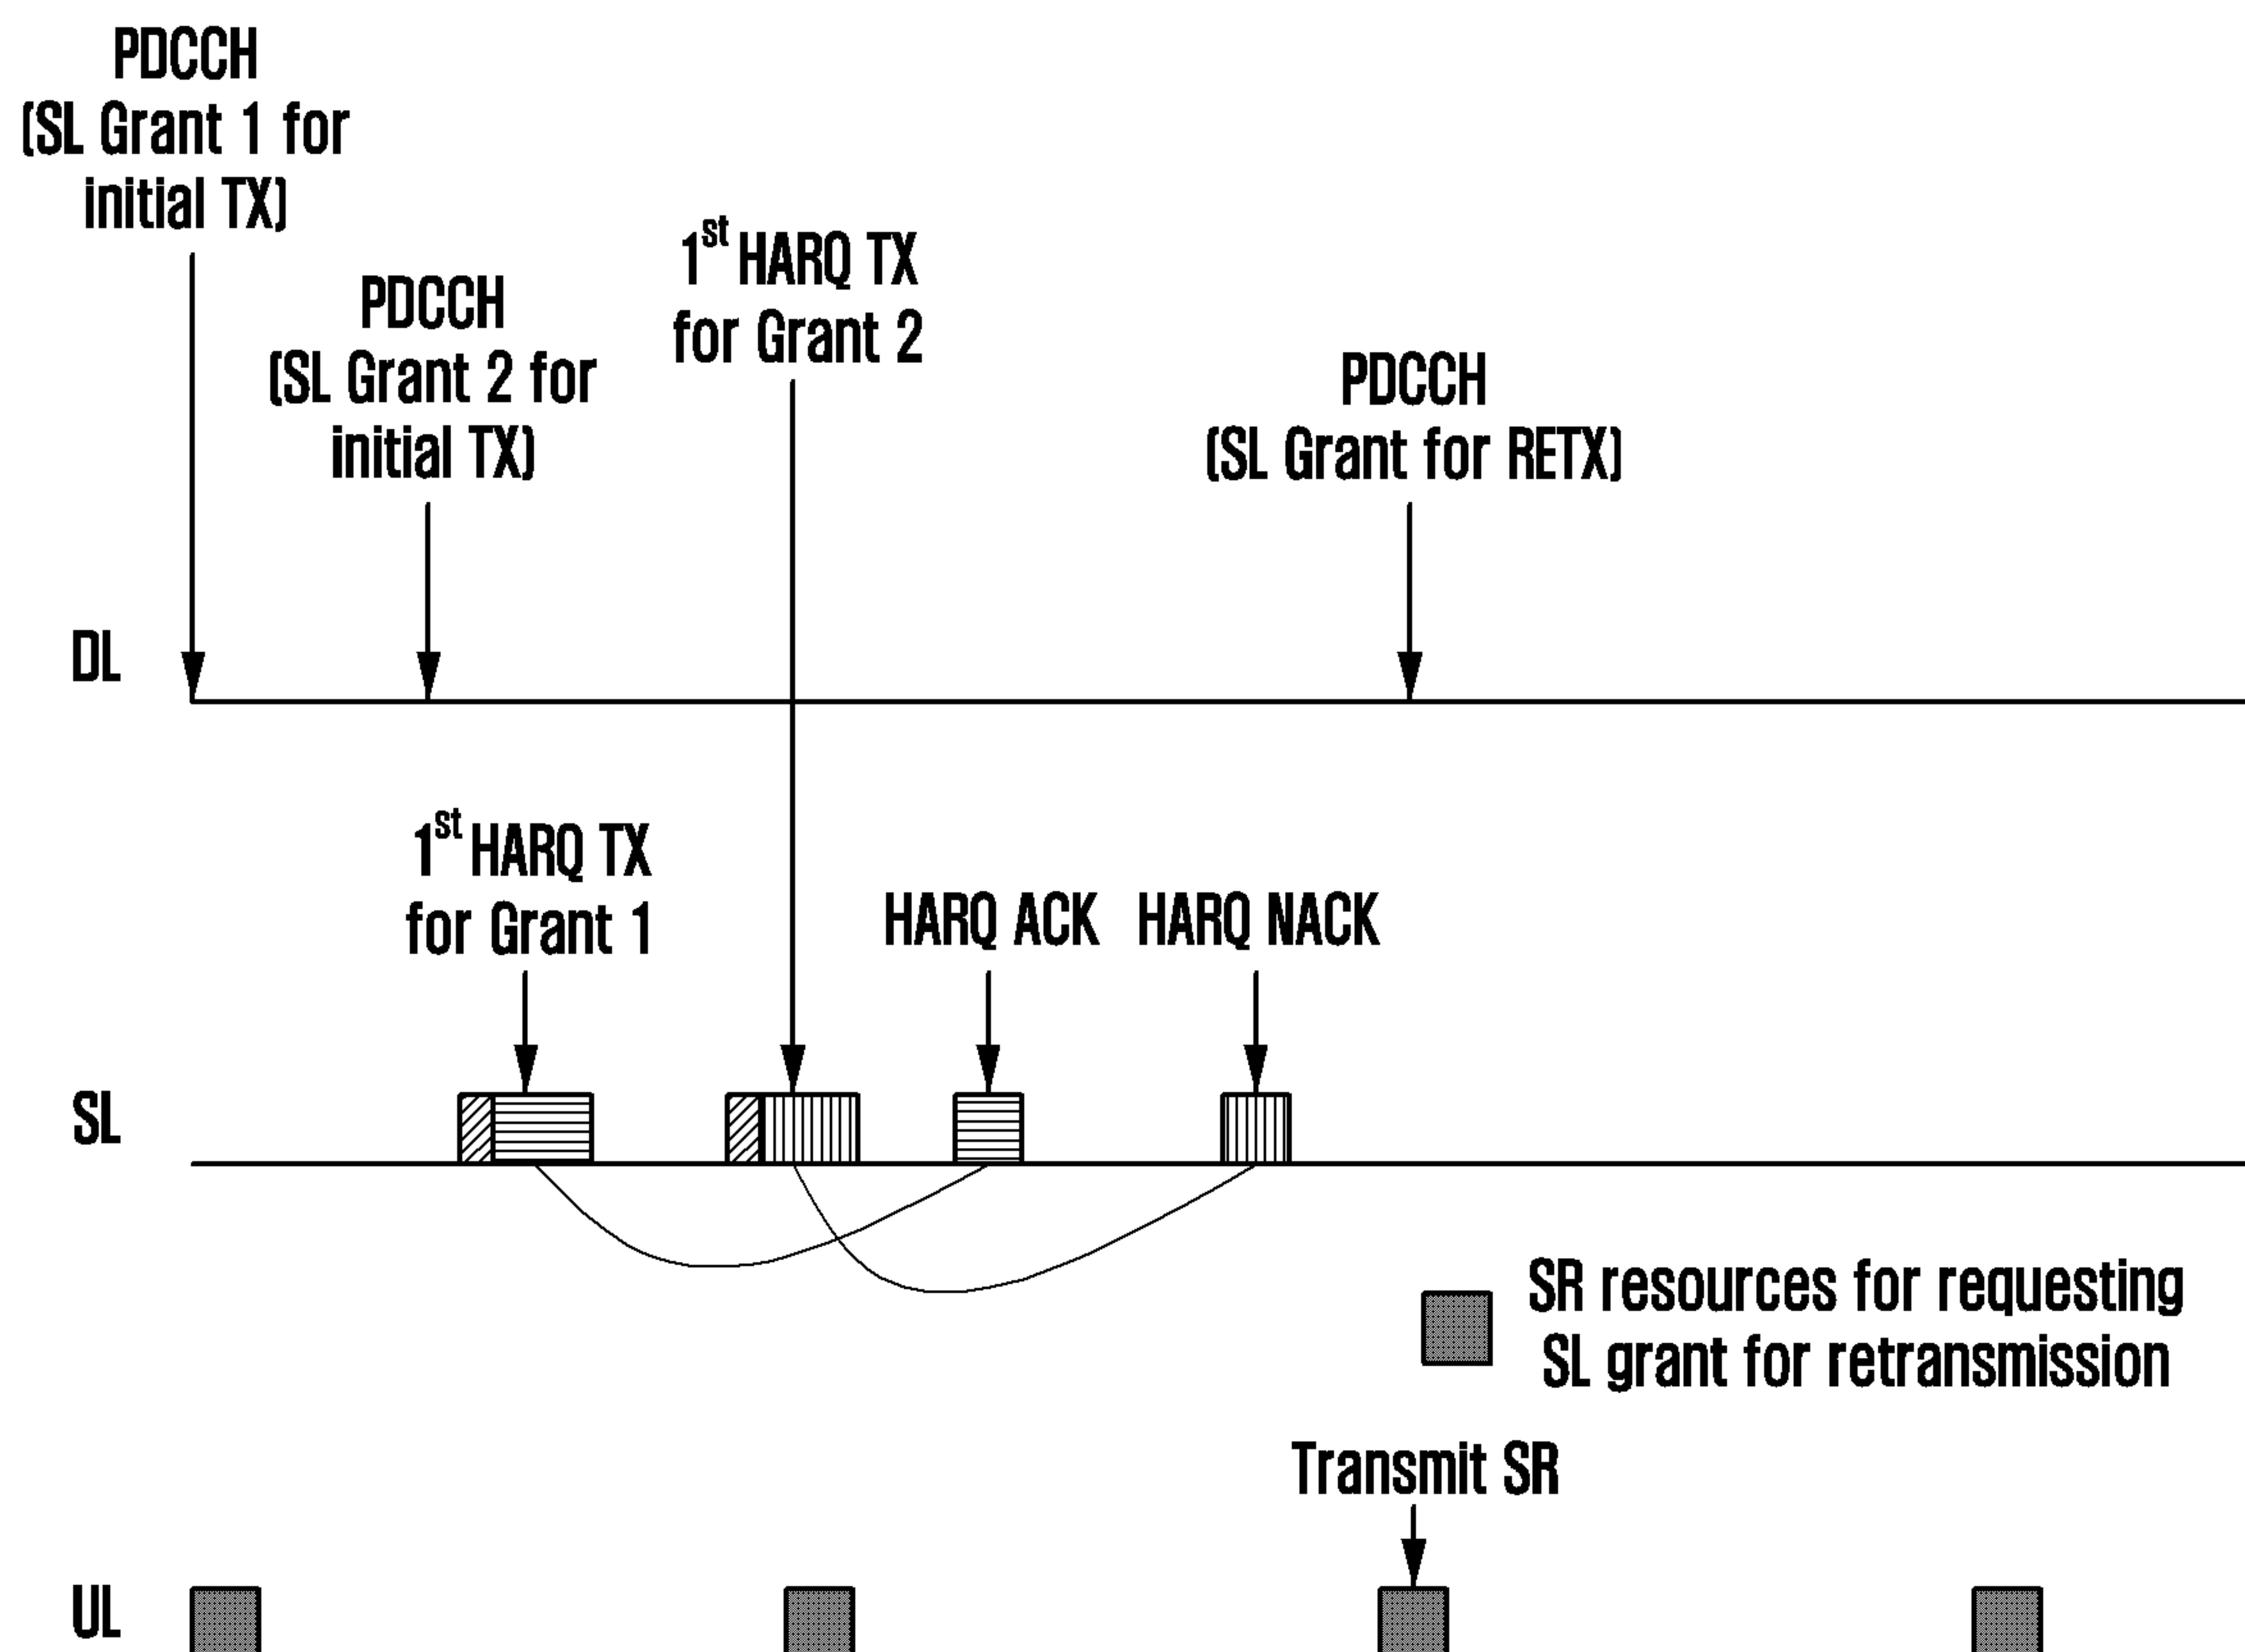 PDCCH
(SL Grant 1 for
initial TX)
PDCCH
(SL Grant 2 for
initial TX)
1st HARQ TX
for Grant 2
PDCCH
(SL Grant for RETX)
DL
1st HARQ TX
for Grant 1
HARQ ACK
HARQ NACK
SL
SR resources for requesting
SL grant for retransmission
Transmit SR
UL